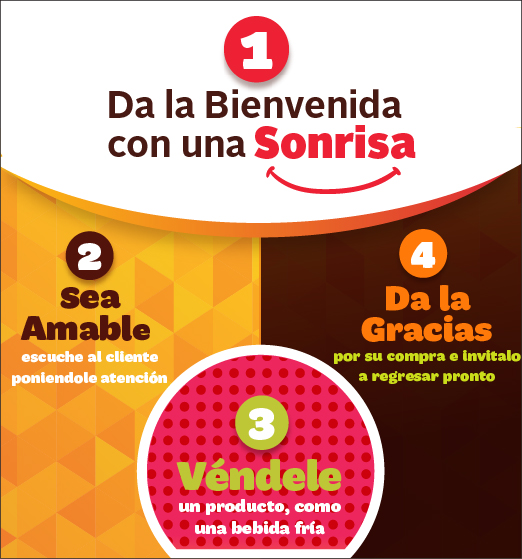 1
Da la Bienvenida
con una Sonrisa
2
Sea
Amable
escuche al cliente
poniendole atención
3
Véndele
un producto, como
una bebida fría
4
Da la
Gracias
por su compra e invitalo
a regresar pronto